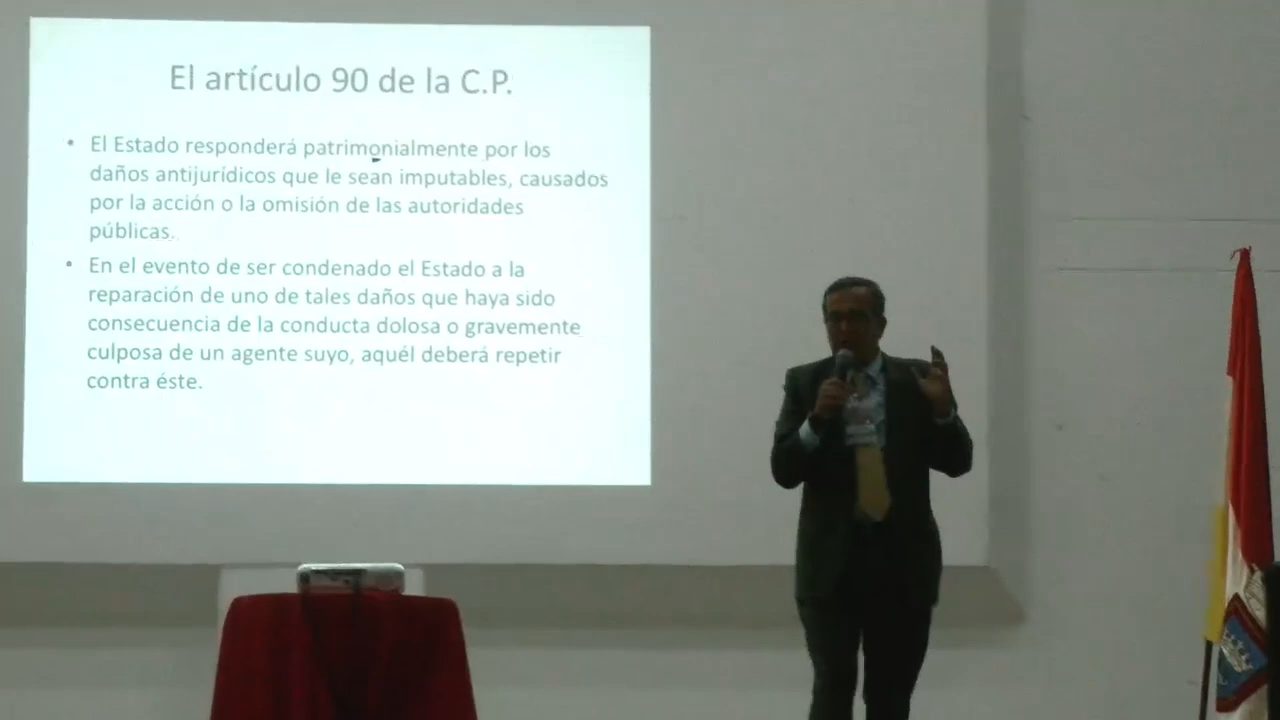 El artículo 90 de la C.P.
• El Estado responderá patrimonialmente por los
daños antijurídicos que le sean imputables, causados
por la acción o la omisión de las autoridades
públicas.
• En el evento de ser condenado el Estado a la
reparación de uno de tales daños que haya sido
consecuencia de la conducta dolosa o gravemente
culposa de un agente suyo, aquél deberá repetir
contra éste.